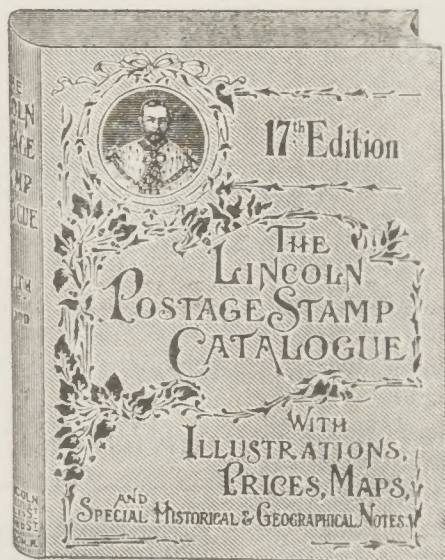 17th Edition
THE
LINCOLN
POSTAGE STAMP
CATALOGUE
WITH
ILLUSTRATIONS,
PRICES, MAPS,
AND
SPECIAL HISTORICAL & GEOGRAPHICAL NOTES.